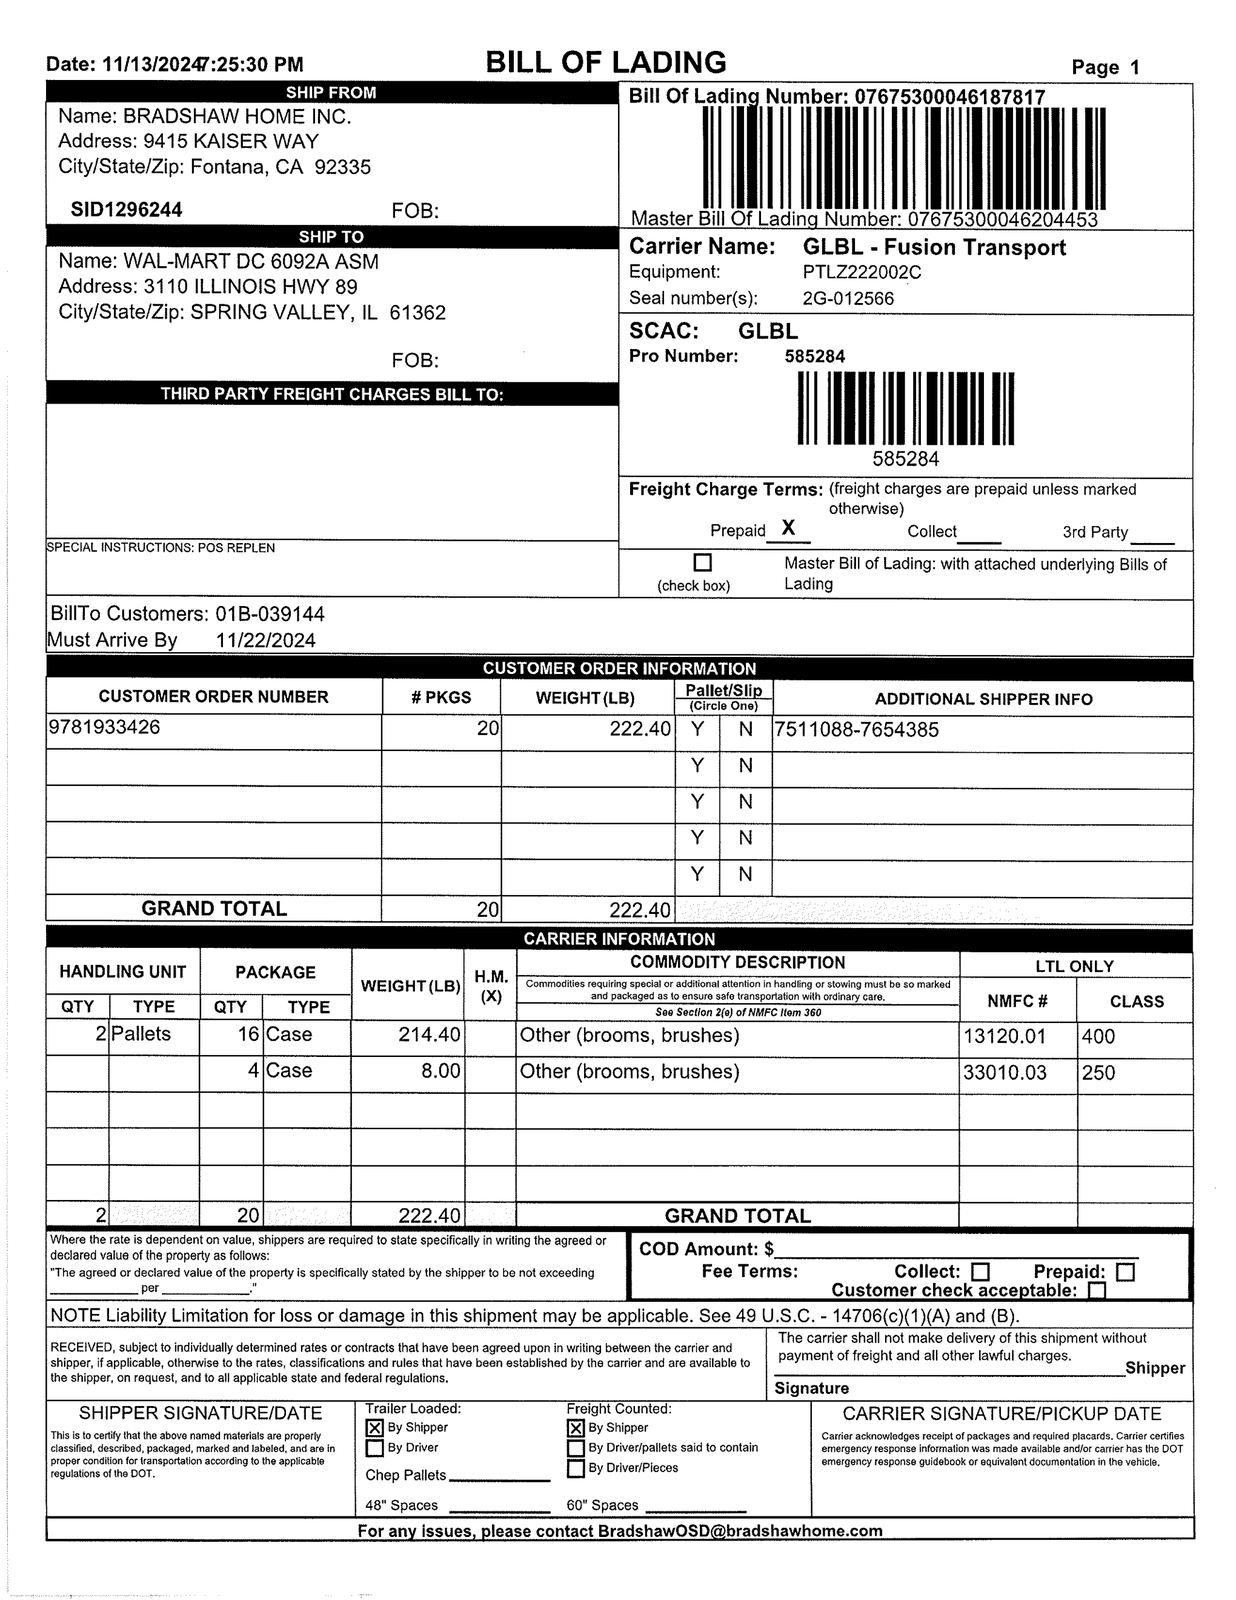 Date: 11/13/2024 7:25:30 PM
BILL OF LADING
Page 1
SHIP FROM
Name: BRADSHAW HOME INC.
Address: 9415 KAISER WAY
City/State/Zip: Fontana, CA 92335
SID1296244 FOB:
Bill Of Lading Number: 07675300046187817
Master Bill Of Lading Number: 07675300046204453
SHIP TO
Name: WAL-MART DC 6092A ASM
Address: 3110 ILLINOIS HWY 89
City/State/Zip: SPRING VALLEY, IL 61362
FOB:
Carrier Name: GLBL - Fusion Transport
Equipment: PTLZ222002C
Seal number(s): 2G-012566
SCAC: GLBL
Pro Number: 585284
585284
THIRD PARTY FREIGHT CHARGES BILL TO:
SPECIAL INSTRUCTIONS: POS REPLEN
Freight Charge Terms: (freight charges are prepaid unless marked
otherwise)
Prepaid X Collect____ 3rd Party____
(check box)
Master Bill of Lading: with attached underlying Bills of
Lading
BillTo Customers: 01B-039144
Must Arrive By 11/22/2024
CUSTOMER ORDER INFORMATION
CUSTOMER ORDER NUMBER # PKGS WEIGHT (LB) Pallet/Slip (Circle One) ADDITIONAL SHIPPER INFO
9781933426 20 222.40 Y N 7511088-7654385
Y N
Y N
Y N
Y N
GRAND TOTAL 20 222.40
CARRIER INFORMATION
HANDLING UNIT PACKAGE WEIGHT (LB) H.M. (X) COMMODITY DESCRIPTION LTL ONLY
Commodities requiring special or additional attention in handling or stowing must be so marked
and packaged as to ensure safe transportation with ordinary care.
See Section 2(e) of NMFC Item 360
QTY TYPE QTY TYPE NMFC # CLASS
2 Pallets 16 Case 214.40 Other (brooms, brushes) 13120.01 400
4 Case 8.00 Other (brooms, brushes) 33010.03 250
2 20 222.40 GRAND TOTAL
Where the rate is dependent on value, shippers are required to state specifically in writing the agreed or
declared value of the property as follows:
"The agreed or declared value of the property is specifically stated by the shipper to be not exceeding
____________ per ____________."
COD Amount: $____________
Fee Terms: Collect: Prepaid:
Customer check acceptable:
NOTE Liability Limitation for loss or damage in this shipment may be applicable. See 49 U.S.C. - 14706(c)(1)(A) and (B).
RECEIVED, subject to individually determined rates or contracts that have been agreed upon in writing between the carrier and
shipper, if applicable, otherwise to the rates, classifications and rules that have been established by the carrier and are available to
the shipper, on request, and to all applicable state and federal regulations.
The carrier shall not make delivery of this shipment without
payment of freight and all other lawful charges.
____________Shipper
Signature
SHIPPER SIGNATURE/DATE
This is to certify that the above named materials are properly
classified, described, packaged, marked and labeled, and are in
proper condition for transportation according to the applicable
regulations of the DOT.
Trailer Loaded:
X By Shipper
By Driver
Chep Pallets____________
48" Spaces ____________
Freight Counted:
X By Shipper
By Driver/pallets said to contain
By Driver/Pieces
60" Spaces ____________
CARRIER SIGNATURE/PICKUP DATE
Carrier acknowledges receipt of packages and required placards. Carrier certifies
emergency response information was made available and/or carrier has the DOT
emergency response guidebook or equivalent documentation in the vehicle.
For any issues, please contact BradshawOSD@bradshawhome.com